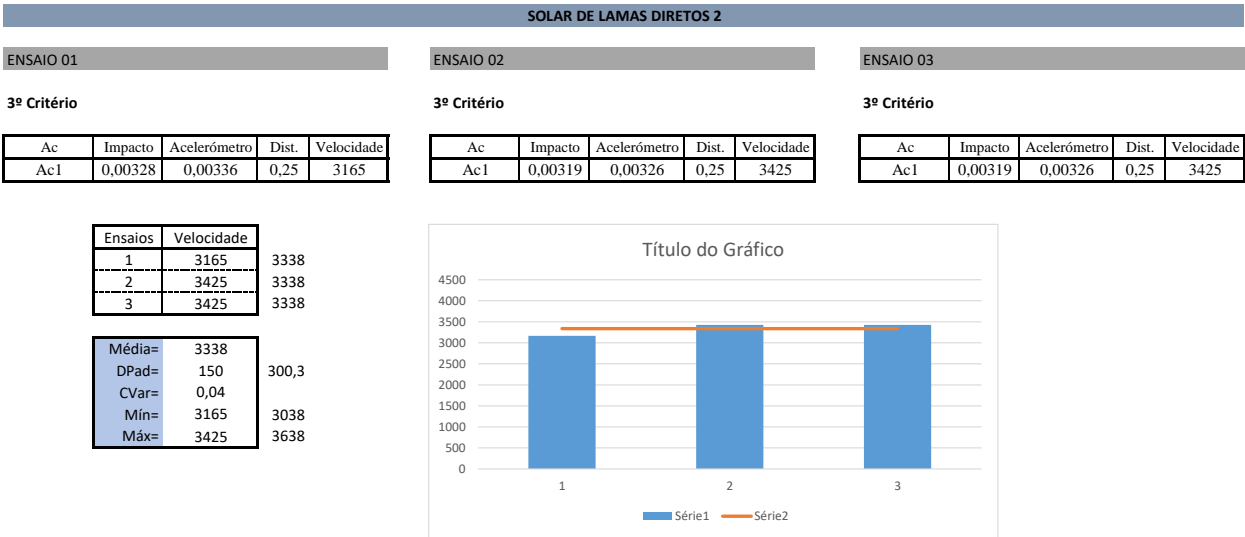 SOLAR DE LAMAS DIRETOS 2
ENSAIO 01
ENSAIO 02
ENSAIO 03
3º Critério
3º Critério
3º Critério
Ac Impacto Acelerómetro Dist. Velocidade
Ac1 0,00328 0,00336 0,25 3165
Ac Impacto Acelerómetro Dist. Velocidade
Ac1 0,00319 0,00326 0,25 3425
Ac Impacto Acelerómetro Dist. Velocidade
Ac1 0,00319 0,00326 0,25 3425
Ensaios Velocidade
1 3165 3338
2 3425 3338
3 3425 3338
Média= 3338
DPad= 150 300,3
CVar= 0,04
Mín= 3165 3038
Máx= 3425 3638
Título do Gráfico
4500
4000
3500
3000
2500
2000
1500
1000
500
0
1 2 3
Série1 Série2